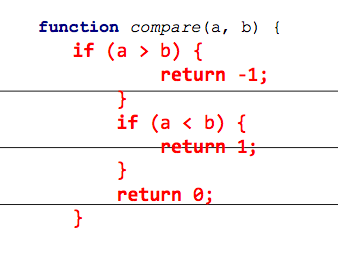 function compare(a, b) {
if (a > b) {
return -1;
}
if (a < b) {
return 1;
}
return 0;
}